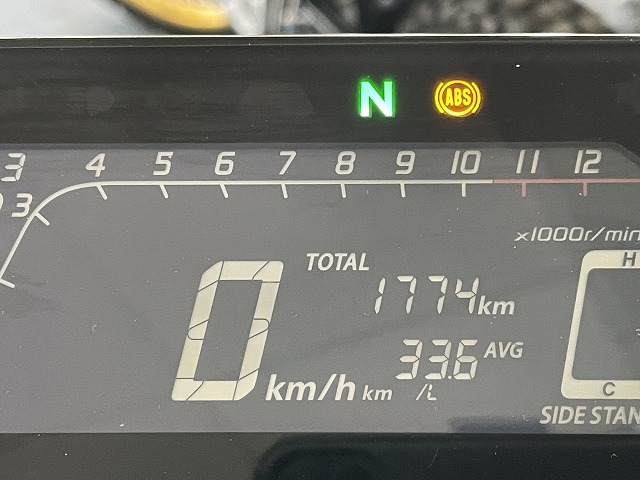 N ABS
3 4 5 6 7 8 9 10 11 12
3
x1000r/min
H
TOTAL
1774km
0 km/h
33.6 AVG
km/L
C
SIDE STAN